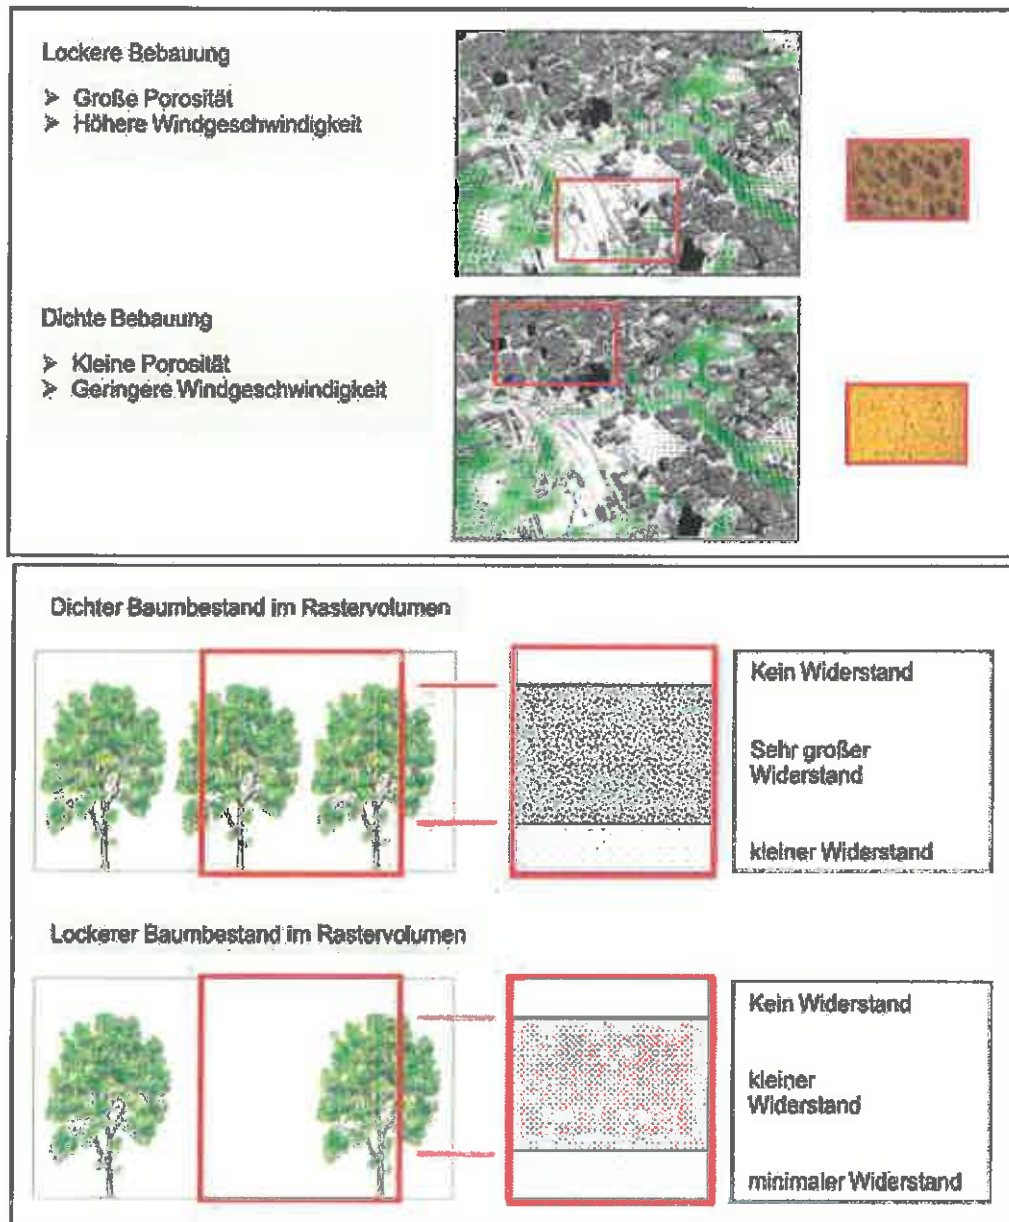 Lockere Bebauung
➢ Große Porosität
➢ Höhere Windgeschwindigkeit
Dichte Bebauung
➢ Kleine Porosität
➢ Geringere Windgeschwindigkeit
Dichter Baumbestand im Rastervolumen
Kein Widerstand
Sehr großer
Widerstand
kleiner Widerstand
Lockerer Baumbestand im Rastervolumen
Kein Widerstand
kleiner
Widerstand
minimaler Widerstand